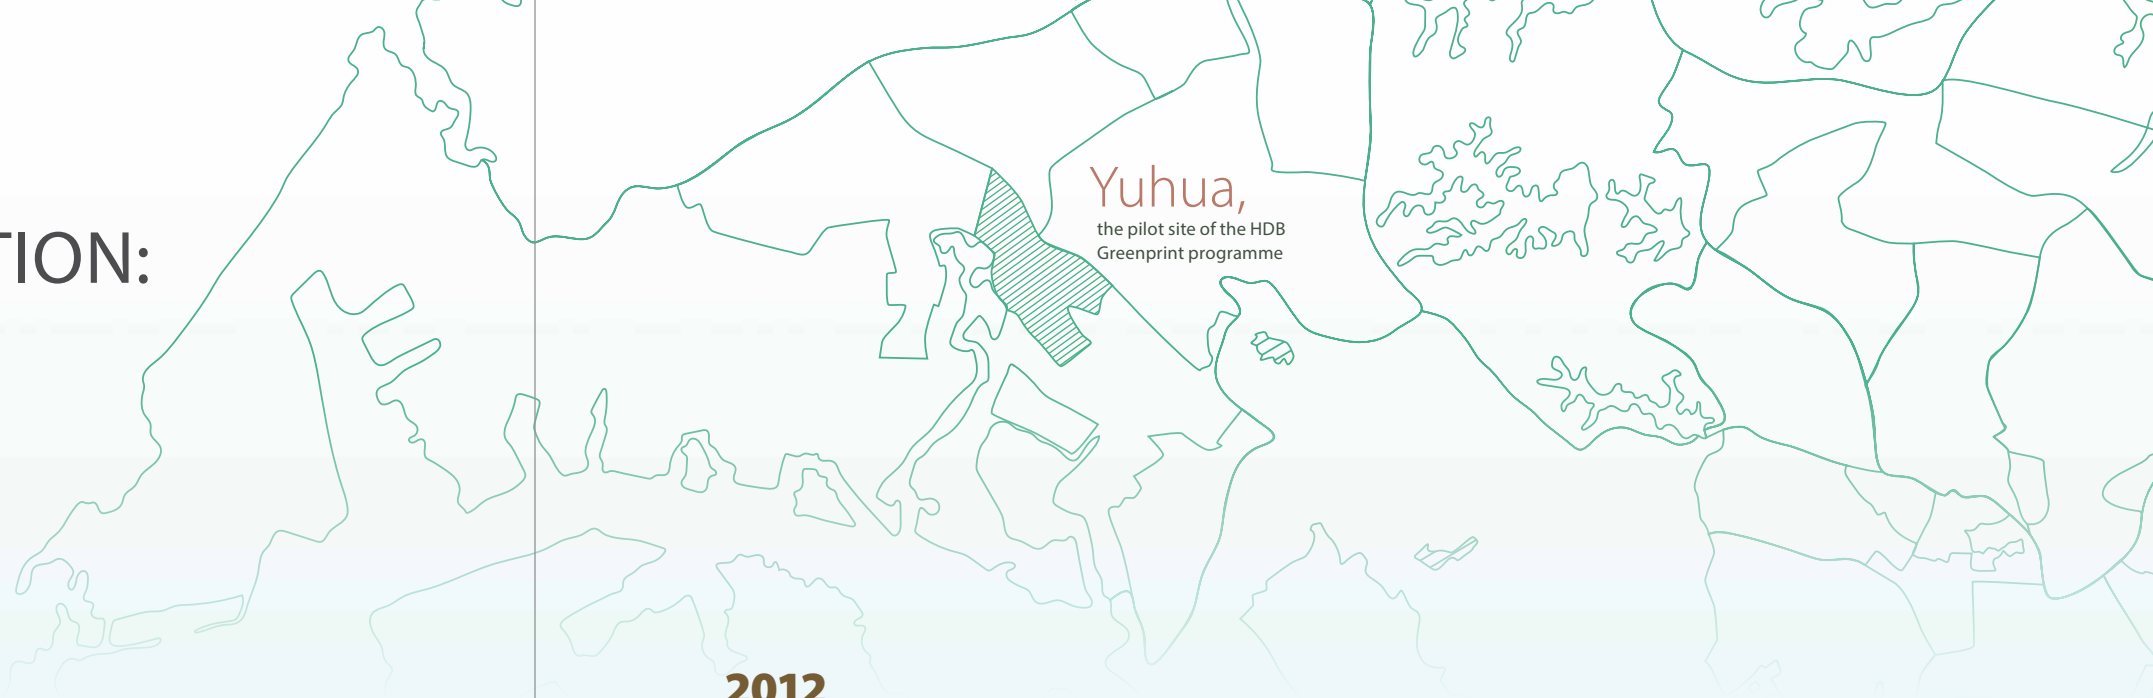 TION:
Yuhua,
the pilot site of the HDB
Greenprint programme
2012